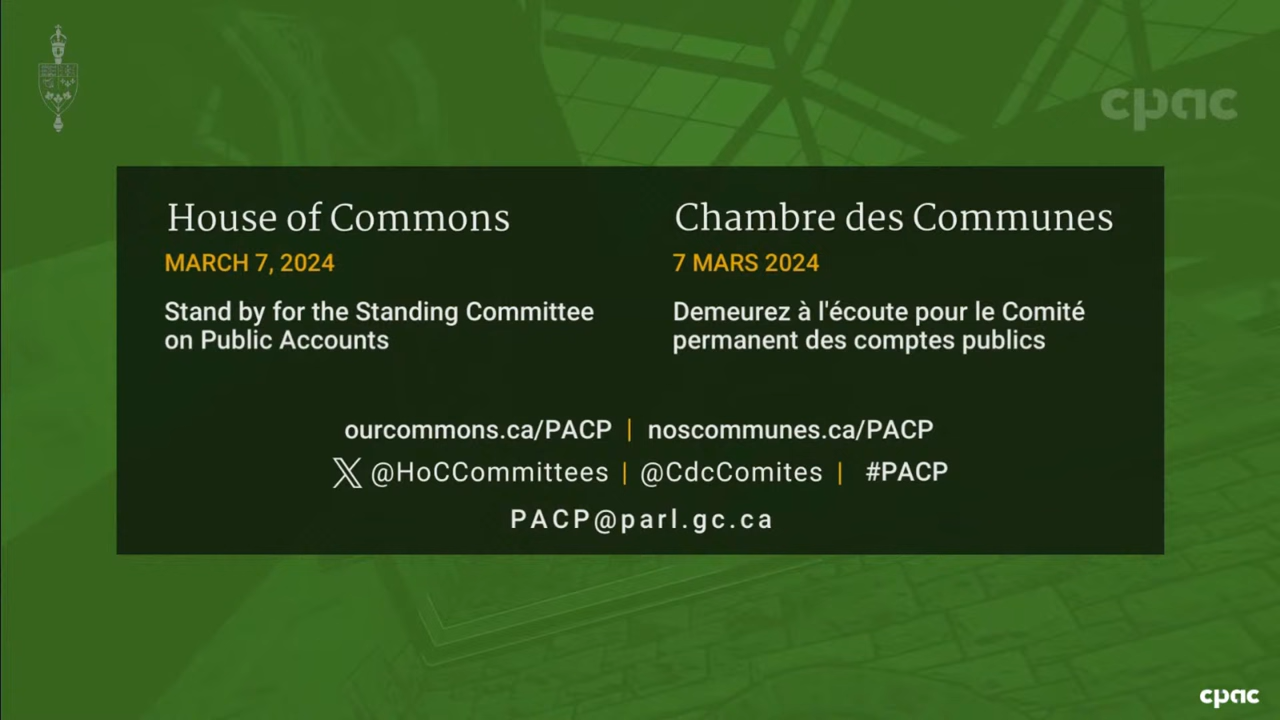 cpac
House of Commons
MARCH 7, 2024
Stand by for the Standing Committee
on Public Accounts
Chambre des Communes
7 MARS 2024
Demeurez à l'écoute pour le Comité
permanent des comptes publics
ourcommons.ca/PACP | noscommunes.ca/PACP
X @HoCCommittees | @CdcComites | #PACP
PACP@parl.gc.ca
cpac